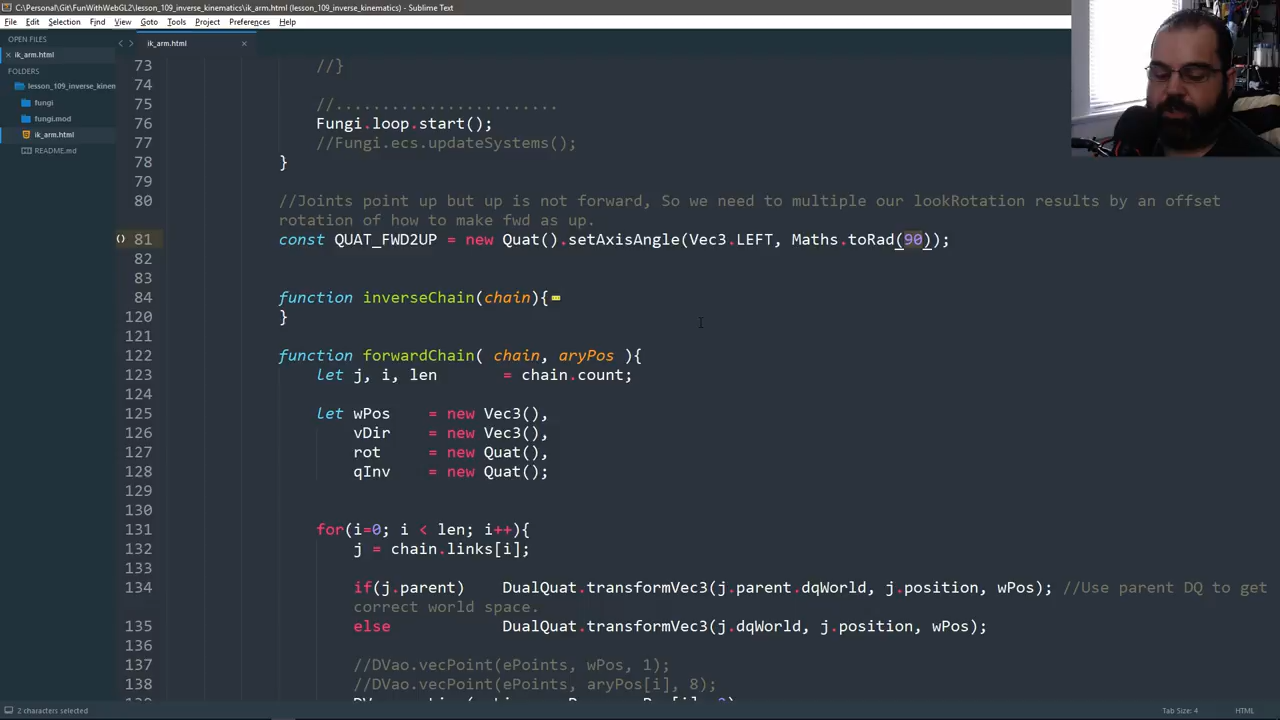 C:\Personal\Git\FunWithWebGL2\lesson_109_inverse_kinematics\ik_arm.html (lesson_109_inverse_kinematics) - Sublime Text
File Edit Selection Find View Goto Tools Project Preferences Help
OPEN FILES
ik_arm.html
FOLDERS
lesson_109_inverse_kinem
fungi
fungi.mod
ik_arm.html
README.md
ik_arm.html
73 //}
74
75 //........................
76 Fungi.loop.start();
77 //Fungi.ecs.updateSystems();
78 }
79
80 //Joints point up but up is not forward, So we need to multiple our lookRotation results by an offset
rotation of how to make fwd as up.
81 const QUAT_FWD2UP = new Quat().setAxisAngle(Vec3.LEFT, Maths.toRad(90));
82
83
84 function inverseChain(chain){
120 }
121
122 function forwardChain( chain, aryPos ){
123 let j, i, len = chain.count;
124
125 let wPos = new Vec3(),
126 vDir = new Vec3(),
127 rot = new Quat(),
128 qInv = new Quat();
129
130
131 for(i=0; i < len; i++){
132 j = chain.links[i];
133
134 if(j.parent) DualQuat.transformVec3(j.parent.dqWorld, j.position, wPos); //Use parent DQ to get
correct world space.
135 else DualQuat.transformVec3(j.dqWorld, j.position, wPos);
136
137 //DVao.vecPoint(ePoints, wPos, 1);
138 //DVao.vecPoint(ePoints, aryPos[i], 8);
2 characters selected
Tab Size: 4
HTML